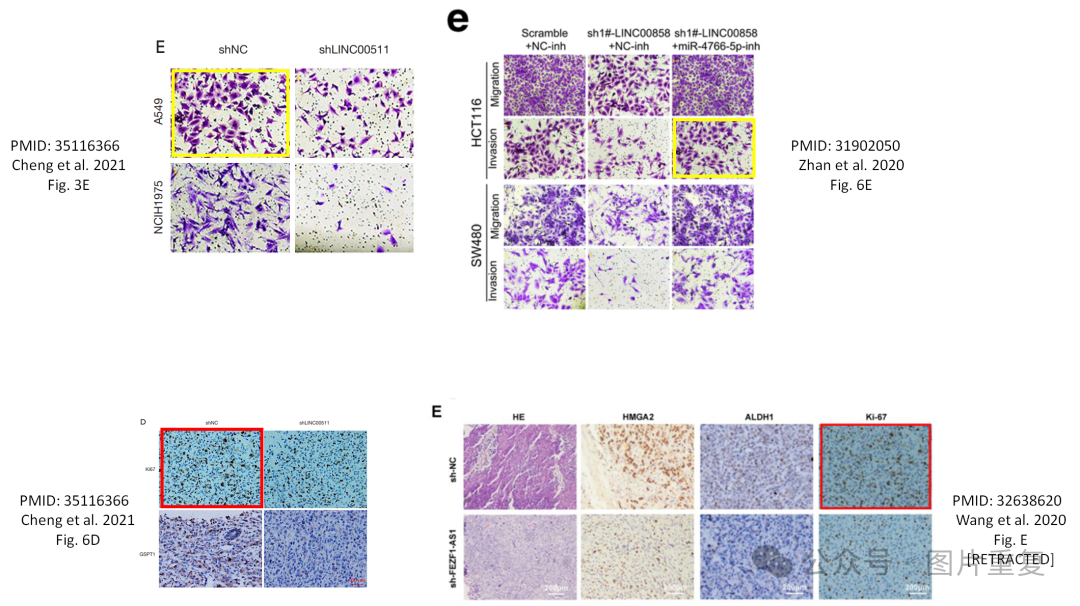 E
shNC shLINC00511
A549
NCIH1975
PMID: 35116366
Cheng et al. 2021
Fig. 3E
e
Scramble +NC-inh
sh1#-LINC00858 +NC-inh
sh1#-LINC00858 +miR-4766-5p-inh
HCT116
Migration
Invasion
SW480
Migration
Invasion
PMID: 31902050
Zhan et al. 2020
Fig. 6E
D
shNC shLINC00511
Ki67
GSPT1
PMID: 35116366
Cheng et al. 2021
Fig. 6D
E
HE HMGA2 ALDH1 Ki-67
sh-NC
sh-FEZF1-AS1
200μm 200μm
PMID: 32638620
Wang et al. 2020
Fig. E
[RETRACTED]
公众号 图片重复